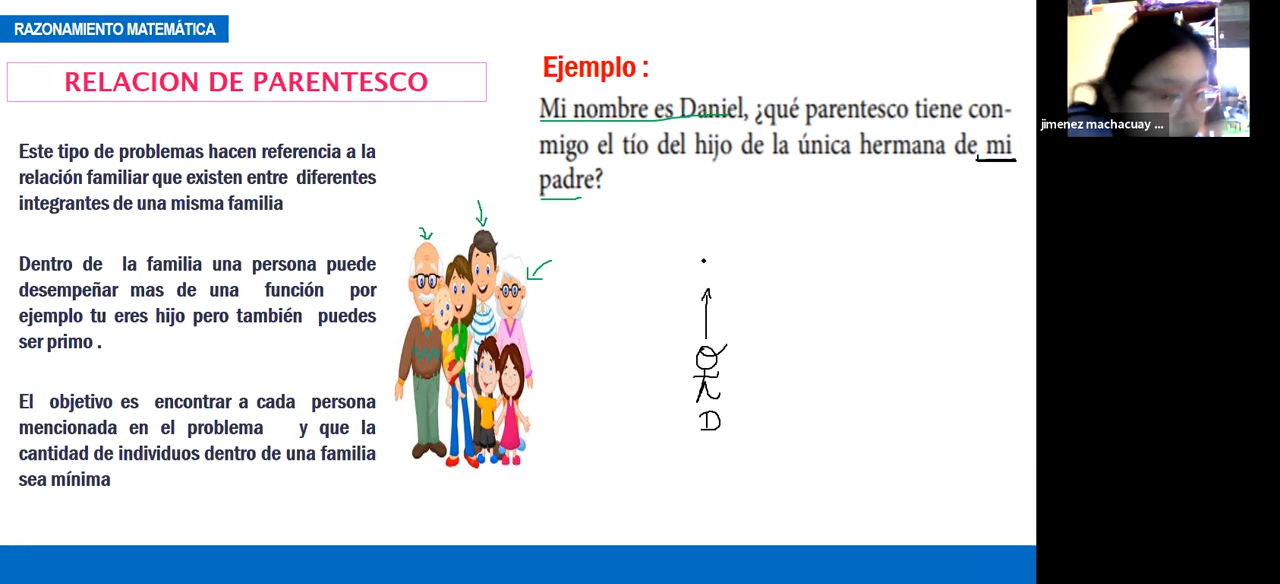 RAZONAMIENTO MATEMÁTICA
RELACION DE PARENTESCO
Este tipo de problemas hacen referencia a la
relación familiar que existen entre diferentes
integrantes de una misma familia
Dentro de la familia una persona puede
desempeñar mas de una función por
ejemplo tu eres hijo pero también puedes
ser primo .
El objetivo es encontrar a cada persona
mencionada en el problema y que la
cantidad de individuos dentro de una familia
sea mínima
Ejemplo :
Mi nombre es Daniel, ¿qué parentesco tiene con-
migo el tío del hijo de la única hermana de mi
padre?
D
jimenez machacuay ...